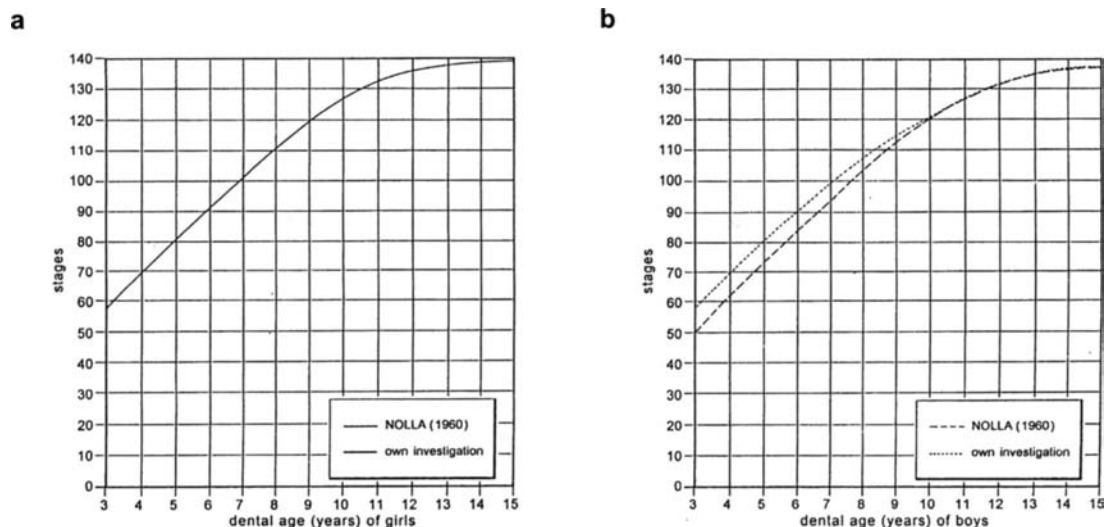 a
140
130
120
110
100
90
80
70
60
50
40
30
20
10
0
stages
NOLLA (1960)
own investigation
3 4 5 6 7 8 9 10 11 12 13 14 15
dental age (years) of girls
b
140
130
120
110
100
90
80
70
60
50
40
30
20
10
0
stages
NOLLA (1960)
own investigation
3 4 5 6 7 8 9 10 11 12 13 14 15
dental age (years) of boys